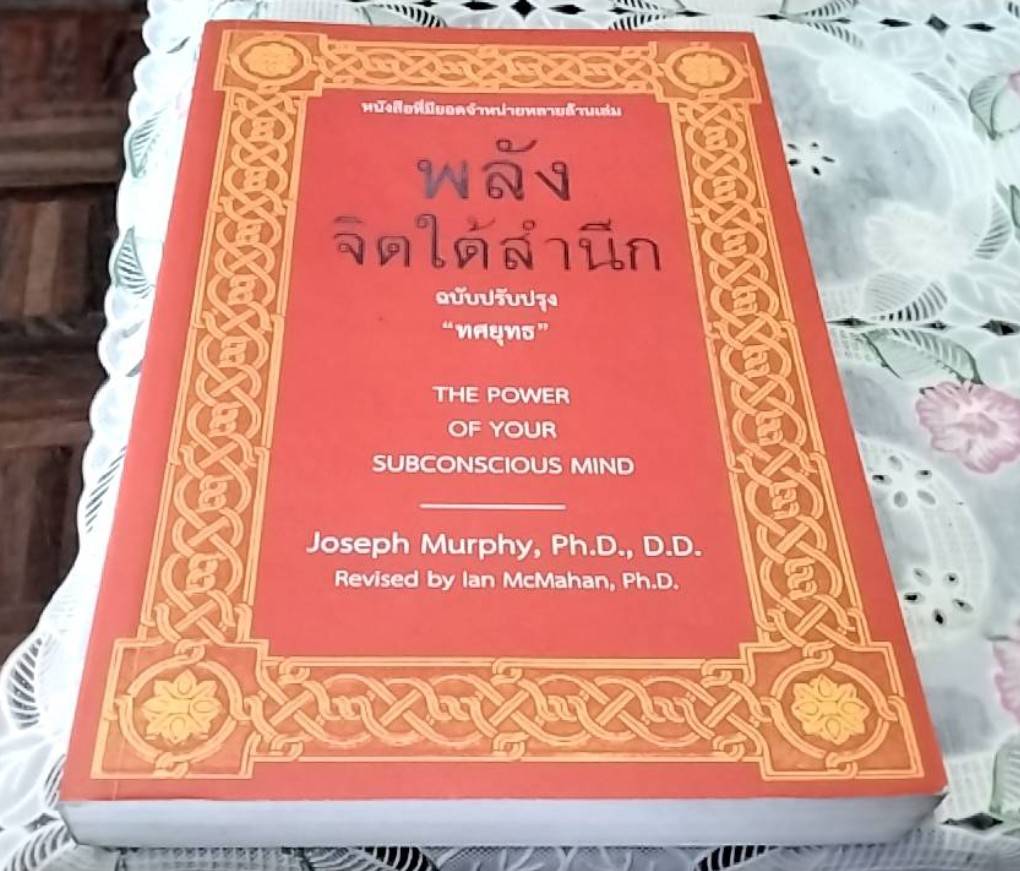 หนังสือที่มียอดจำหน่ายหลายล้านเล่ม
พลัง
จิตใต้สำนึก
ฉบับปรับปรุง
“ทศยุทธ”
THE POWER
OF YOUR
SUBCONSCIOUS MIND
Joseph Murphy, Ph.D., D.D.
Revised by Ian McMahan, Ph.D.